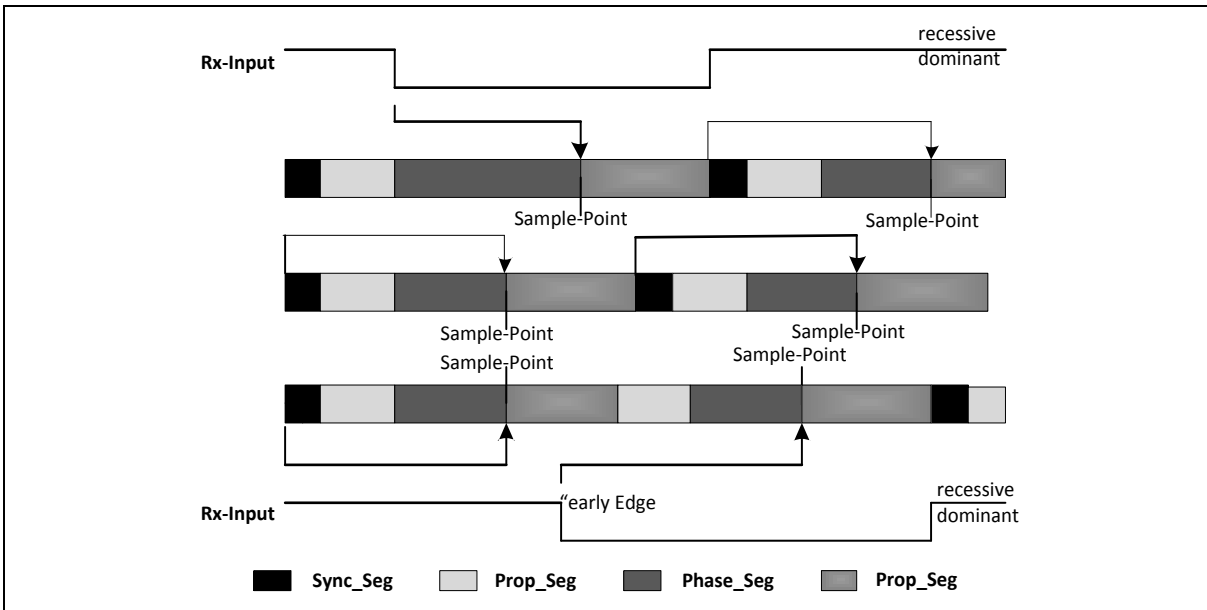 recessive
Rx-Input
dominant
Sample-Point
Sample-Point
Sample-Point
Sample-Point
Sample-Point
Sample-Point
“early Edge
recessive
Rx-Input
dominant
Sync_Seg
Prop_Seg
Phase_Seg
Prop_Seg